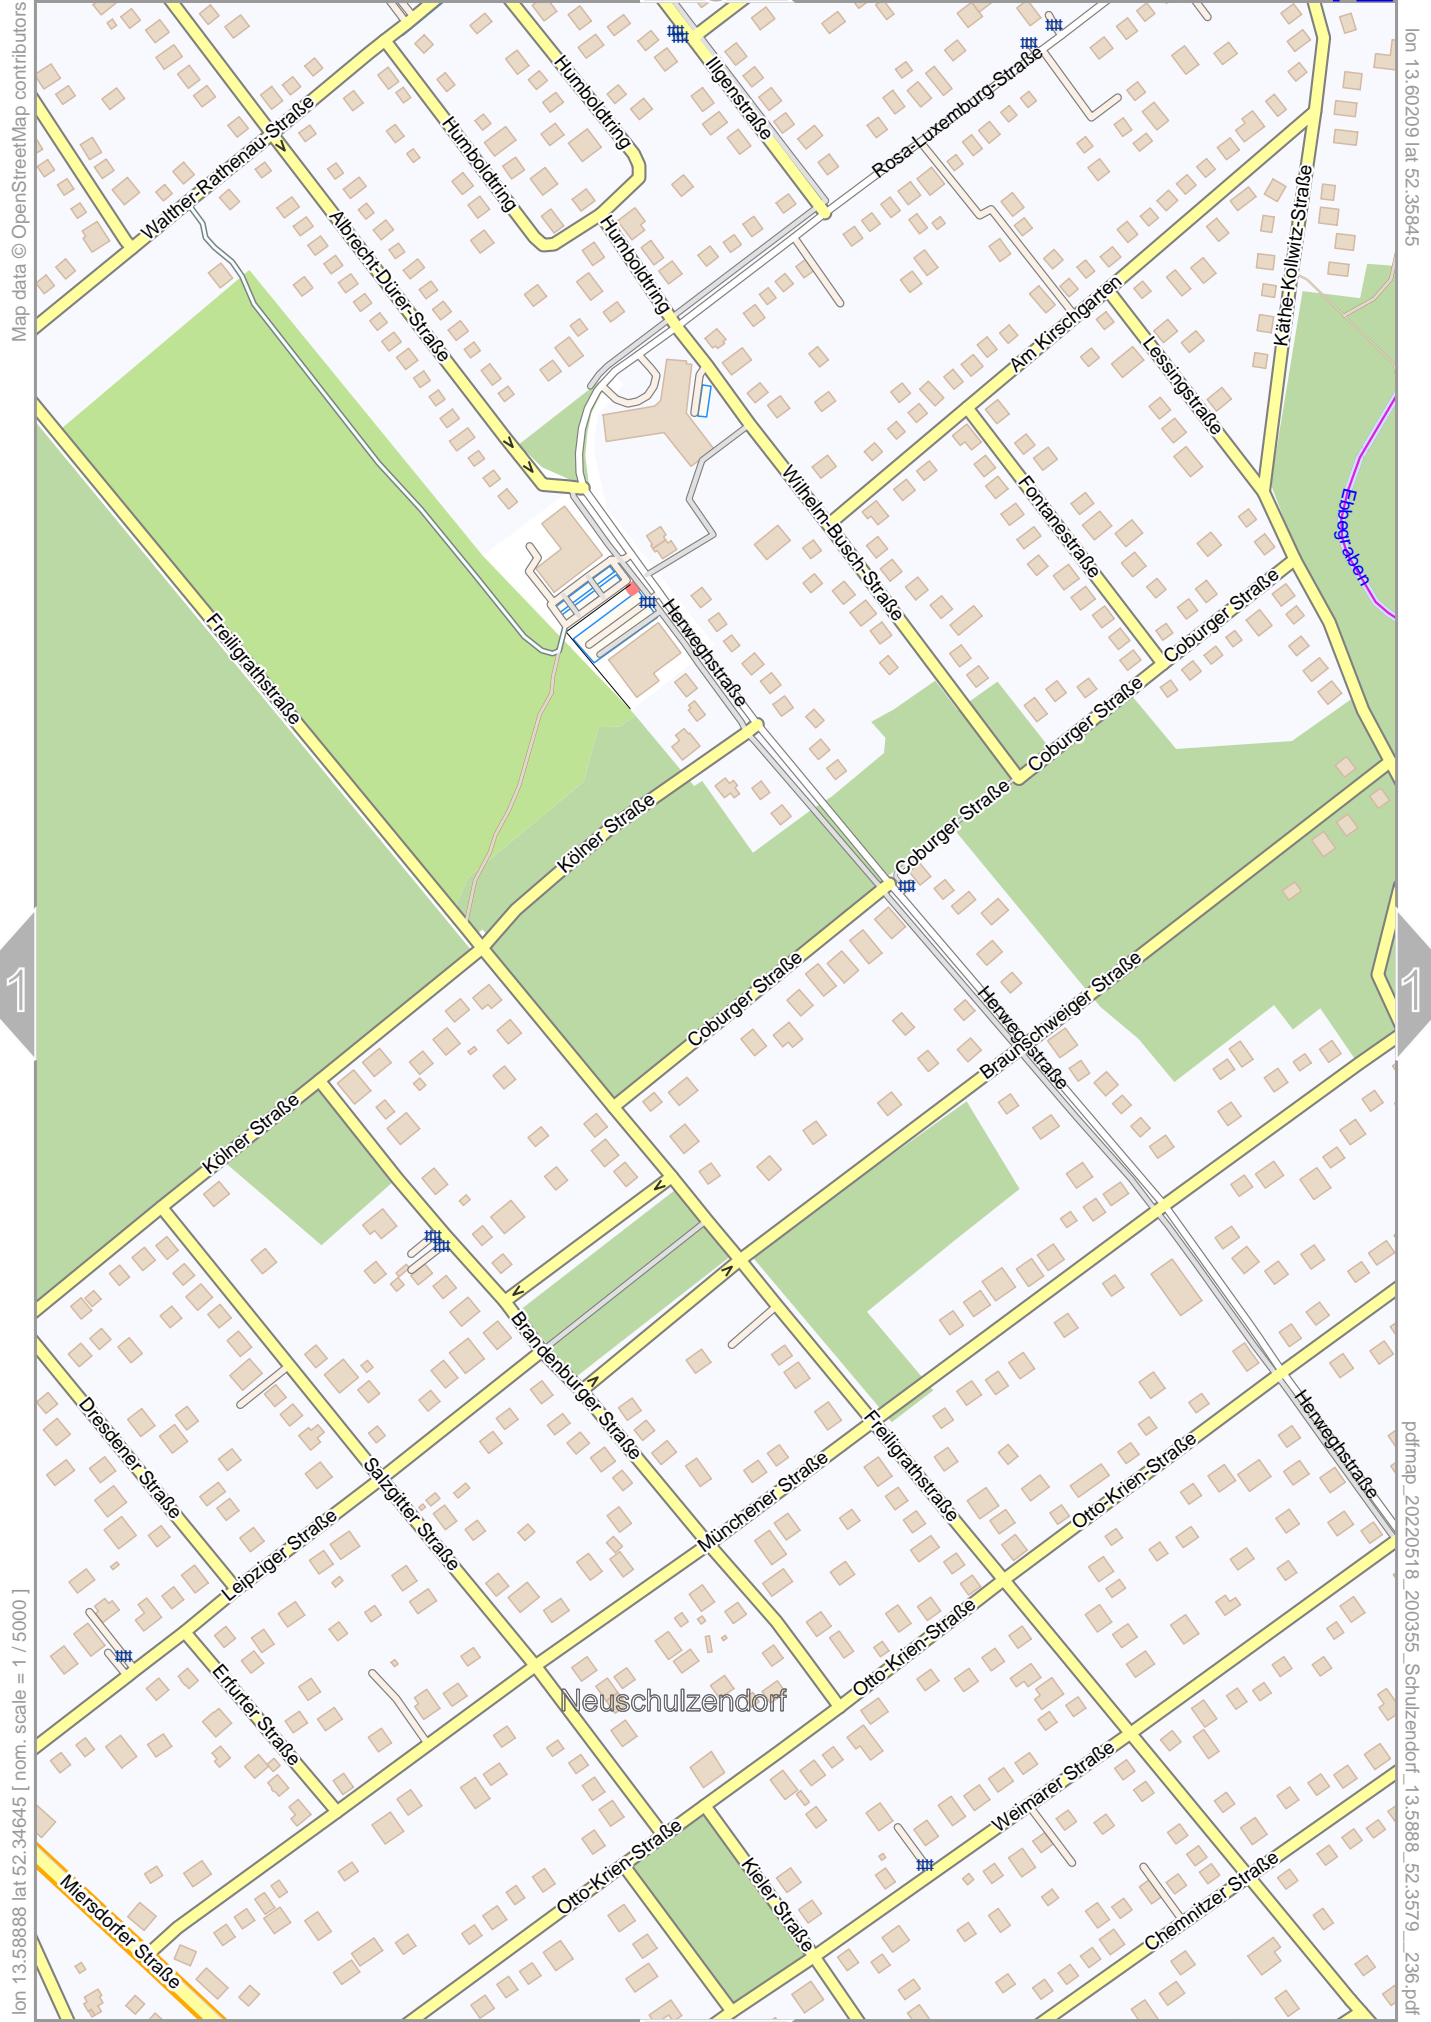 Map data © OpenStreetMap contributors
lon 13.60209 lat 52.35845
Humboldtring
Illgenstraße
Rosa-Luxemburg-Straße
Walther-Rathenau-Straße
Humboldtring
Albrecht-Dürer-Straße
Humboldtring
Käthe-Kollwitz-Straße
Am Kirschgarten
Lessingstraße
Wilhelm-Busch-Straße
Fontanestraße
Ebbegraben
Freiligrathstraße
Herweghstraße
Coburger Straße
Coburger Straße
Kölner Straße
Coburger Straße
1
1
Coburger Straße
Herweghstraße
Braunschweiger Straße
Kölner Straße
Brandenburger Straße
Dresdener Straße
Salzgitter Straße
Leipziger Straße
Münchener Straße
Freiligrathstraße
Otto-Krien-Straße
Herweghstraße
Erfurter Straße
Otto-Krien-Straße
Neuschulzendorf
Weimarer Straße
Otto-Krien-Straße
Kieler Straße
Chemnitzer Straße
Miersdorfer Straße
lon 13.58888 lat 52.34645 [ nom. scale = 1 / 5000 ]
pdfmap_20220518_200355_Schulzendorf_13.5888_52.3579__236.pdf